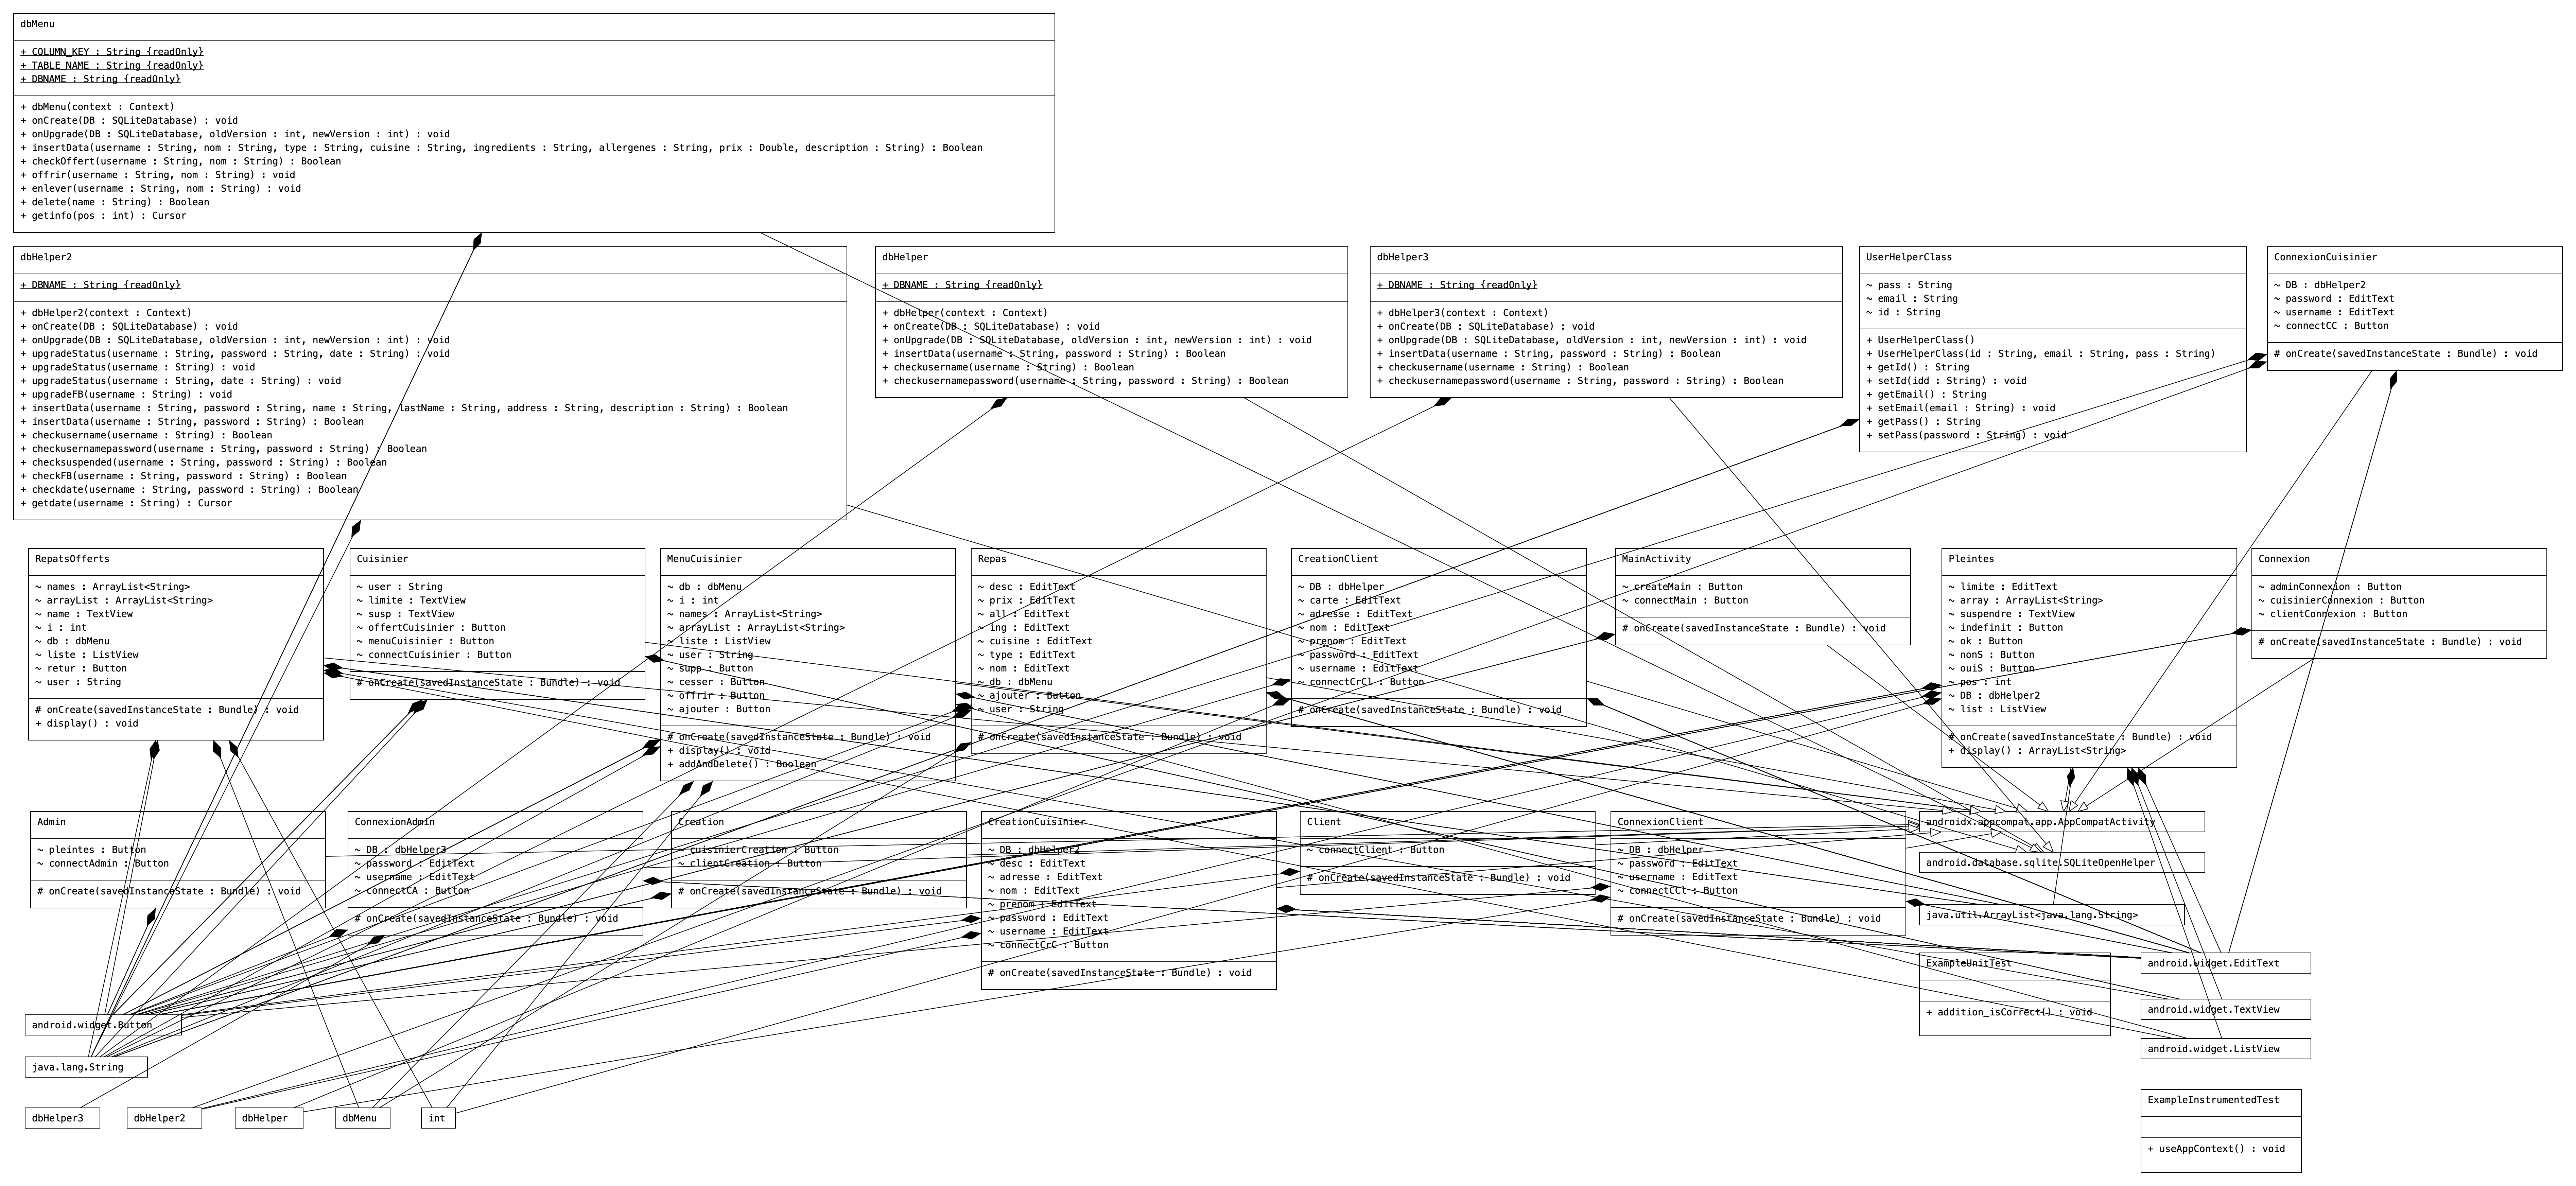 dbMenu
+ COLUMN_KEY : String {readOnly}
+ TABLE_NAME : String {readOnly}
+ DBNAME : String {readOnly}
+ dbMenu(context : Context)
+ onCreate(DB : SQLiteDatabase) : void
+ onUpgrade(DB : SQLiteDatabase, oldVersion : int, newVersion : int) : void
+ insertData(username : String, nom : String, type : String, cuisine : String, ingredients : String, allergenes : String, prix : Double, description : String) : Boolean
+ checkOffert(username : String, nom : String) : Boolean
+ offrir(username : String, nom : String) : void
+ enlever(username : String, nom : String) : void
+ delete(name : String) : Boolean
+ getinfo(pos : int) : Cursor
dbHelper2
+ DBNAME : String {readOnly}
+ dbHelper2(context : Context)
+ onCreate(DB : SQLiteDatabase) : void
+ onUpgrade(DB : SQLiteDatabase, oldVersion : int, newVersion : int) : void
+ upgradeStatus(username : String, password : String, date : String) : void
+ upgradeStatus(username : String) : void
+ upgradeStatus(username : String, date : String) : void
+ upgradeFB(username : String) : void
+ insertData(username : String, password : String, name : String, lastName : String, address : String, description : String) : Boolean
+ insertData(username : String, password : String) : Boolean
+ checkusername(username : String) : Boolean
+ checkusernamepassword(username : String, password : String) : Boolean
+ checksuspended(username : String, password : String) : Boolean
+ checkFB(username : String, password : String) : Boolean
+ checkdate(username : String, password : String) : Boolean
+ getdate(username : String) : Cursor
dbHelper
+ DBNAME : String {readOnly}
+ dbHelper(context : Context)
+ onCreate(DB : SQLiteDatabase) : void
+ onUpgrade(DB : SQLiteDatabase, oldVersion : int, newVersion : int) : void
+ insertData(username : String, password : String) : Boolean
+ checkusername(username : String) : Boolean
+ checkusernamepassword(username : String, password : String) : Boolean
dbHelper3
+ DBNAME : String {readOnly}
+ dbHelper3(context : Context)
+ onCreate(DB : SQLiteDatabase) : void
+ onUpgrade(DB : SQLiteDatabase, oldVersion : int, newVersion : int) : void
+ insertData(username : String, password : String) : Boolean
+ checkusername(username : String) : Boolean
+ checkusernamepassword(username : String, password : String) : Boolean
UserHelperClass
~ pass : String
~ email : String
~ id : String
+ UserHelperClass()
+ UserHelperClass(id : String, email : String, pass : String)
+ getId() : String
+ setId(idd : String) : void
+ getEmail() : String
+ setEmail(email : String) : void
+ getPass() : String
+ setPass(password : String) : void
ConnexionCuisinier
~ DB : dbHelper2
~ password : EditText
~ username : EditText
~ connectCC : Button
# onCreate(savedInstanceState : Bundle) : void
RepatsOfferts
~ names : ArrayList<String>
~ arrayList : ArrayList<String>
~ name : TextView
~ i : int
~ db : dbMenu
~ liste : ListView
~ retur : Button
~ user : String
# onCreate(savedInstanceState : Bundle) : void
+ display() : void
Cuisinier
~ user : String
~ limite : TextView
~ susp : TextView
~ offertCuisinier : Button
~ menuCuisinier : Button
~ connectCuisinier : Button
# onCreate(savedInstanceState : Bundle) : void
MenuCuisinier
~ db : dbMenu
~ i : int
~ names : ArrayList<String>
~ arrayList : ArrayList<String>
~ liste : ListView
~ user : String
~ supp : Button
~ cesser : Button
~ offrir : Button
~ ajouter : Button
# onCreate(savedInstanceState : Bundle) : void
+ display() : void
+ addAndDelete() : Boolean
Repas
~ desc : EditText
~ prix : EditText
~ all : EditText
~ ing : EditText
~ cuisine : EditText
~ type : EditText
~ nom : EditText
~ db : dbMenu
~ ajouter : Button
~ user : String
# onCreate(savedInstanceState : Bundle) : void
CreationClient
~ DB : dbHelper
~ carte : EditText
~ adresse : EditText
~ nom : EditText
~ prenom : EditText
~ password : EditText
~ username : EditText
~ connectCrCl : Button
# onCreate(savedInstanceState : Bundle) : void
MainActivity
~ createMain : Button
~ connectMain : Button
# onCreate(savedInstanceState : Bundle) : void
Pleintes
~ limite : EditText
~ array : ArrayList<String>
~ suspendre : TextView
~ indefinit : Button
~ ok : Button
~ nonS : Button
~ ouiS : Button
~ pos : int
~ DB : dbHelper2
~ list : ListView
# onCreate(savedInstanceState : Bundle) : void
+ display() : ArrayList<String>
Connexion
~ adminConnexion : Button
~ cuisinierConnexion : Button
~ clientConnexion : Button
# onCreate(savedInstanceState : Bundle) : void
Admin
~ pleintes : Button
~ connectAdmin : Button
# onCreate(savedInstanceState : Bundle) : void
ConnexionAdmin
~ DB : dbHelper3
~ password : EditText
~ username : EditText
~ connectCA : Button
# onCreate(savedInstanceState : Bundle) : void
Creation
~ cuisinierCreation : Button
~ clientCreation : Button
# onCreate(savedInstanceState : Bundle) : void
CreationCuisinier
~ DB : dbHelper2
~ desc : EditText
~ adresse : EditText
~ nom : EditText
~ prenom : EditText
~ password : EditText
~ username : EditText
~ connectCrC : Button
# onCreate(savedInstanceState : Bundle) : void
Client
~ connectClient : Button
# onCreate(savedInstanceState : Bundle) : void
ConnexionClient
~ DB : dbHelper
~ password : EditText
~ username : EditText
~ connectCCl : Button
# onCreate(savedInstanceState : Bundle) : void
androidx.appcompat.app.AppCompatActivity
android.database.sqlite.SQLiteOpenHelper
java.util.ArrayList<java.lang.String>
ExampleUnitTest
+ addition_isCorrect() : void
android.widget.EditText
android.widget.TextView
android.widget.ListView
android.widget.Button
java.lang.String
dbHelper3
dbHelper2
dbHelper
dbMenu
int
ExampleInstrumentedTest
+ useAppContext() : void